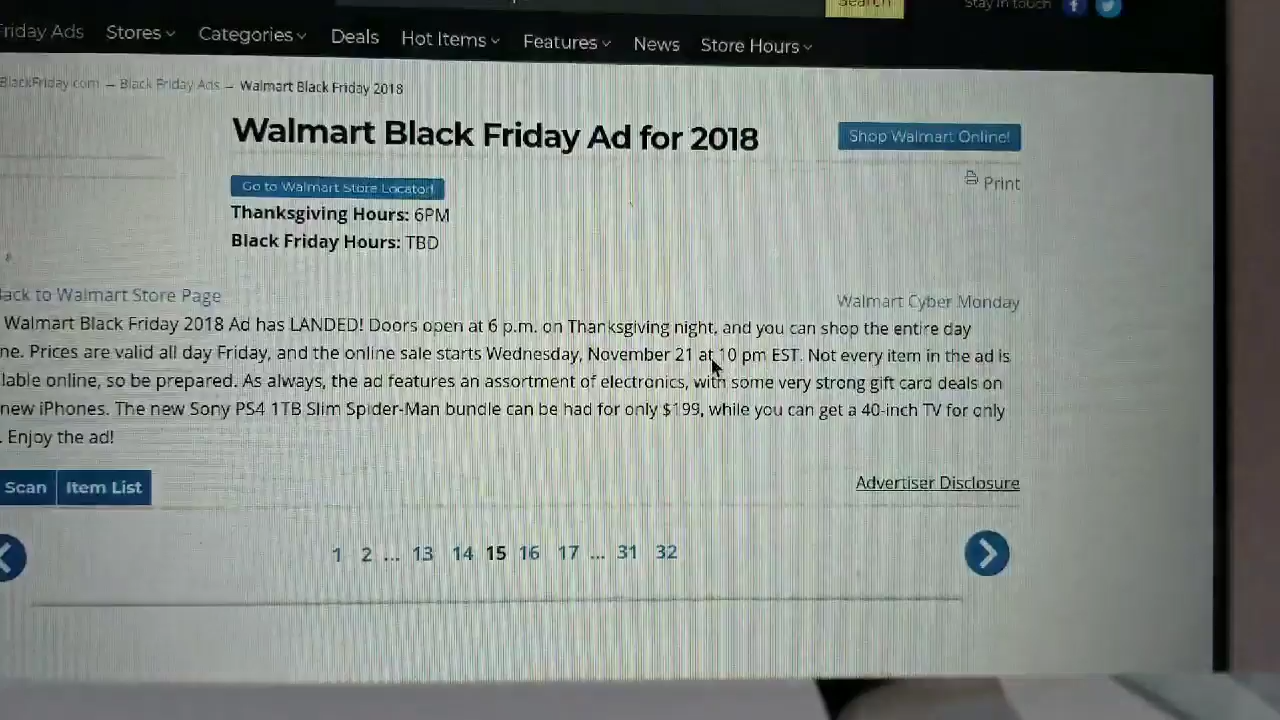 Search
Stay in touch
Friday Ads Stores Categories Deals Hot Items Features News Store Hours
BlackFriday.com – Black Friday Ads – Walmart Black Friday 2018
Walmart Black Friday Ad for 2018
Shop Walmart Online!
Print
Go to Walmart Store Locator!
Thanksgiving Hours: 6PM
Black Friday Hours: TBD
ack to Walmart Store Page
Walmart Cyber Monday
Walmart Black Friday 2018 Ad has LANDED! Doors open at 6 p.m. on Thanksgiving night, and you can shop the entire day
ne. Prices are valid all day Friday, and the online sale starts Wednesday, November 21 at 10 pm EST. Not every item in the ad is
lable online, so be prepared. As always, the ad features an assortment of electronics, with some very strong gift card deals on
new iPhones. The new Sony PS4 1TB Slim Spider-Man bundle can be had for only $199, while you can get a 40-inch TV for only
. Enjoy the ad!
Scan Item List
Advertiser Disclosure
1 2 ... 13 14 15 16 17 ... 31 32